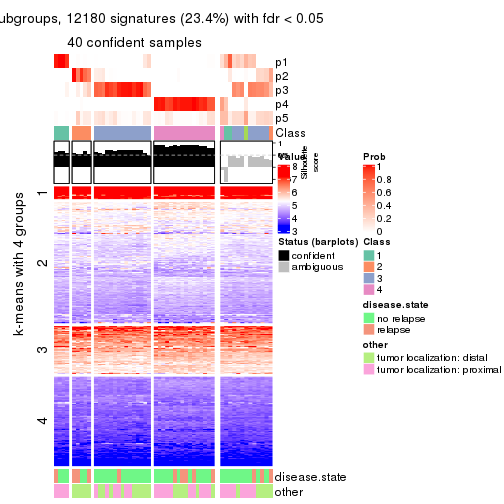 ubgroups, 12180 signatures (23.4%) with fdr < 0.05
40 confident samples
p1
p2
p3
p4
p5
Class
1
0.5
Silhouette
score
Value
8
7
6
5
4
3
Prob
1
0.8
0.6
0.4
0.2
0
Status (barplots)
confident
ambiguous
Class
1
2
3
4
disease.state
no relapse
relapse
other
tumor localization: distal
tumor localization: proximal
k-means with 4 groups
1
2
3
4
disease.state
other